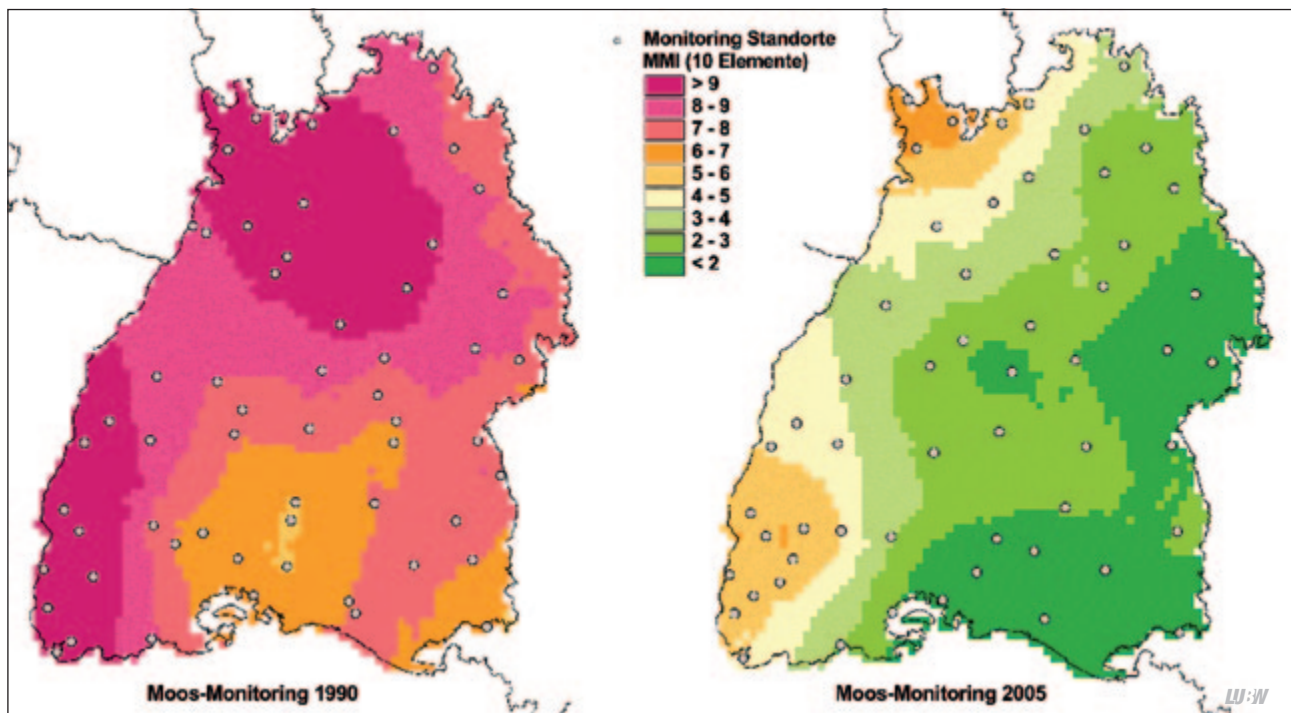 Monitoring Standorte
MMI (10 Elemente)
> 9
8 - 9
7 - 8
6 - 7
5 - 6
4 - 5
3 - 4
2 - 3
< 2
Moos-Monitoring 1990
Moos-Monitoring 2005
LUBW